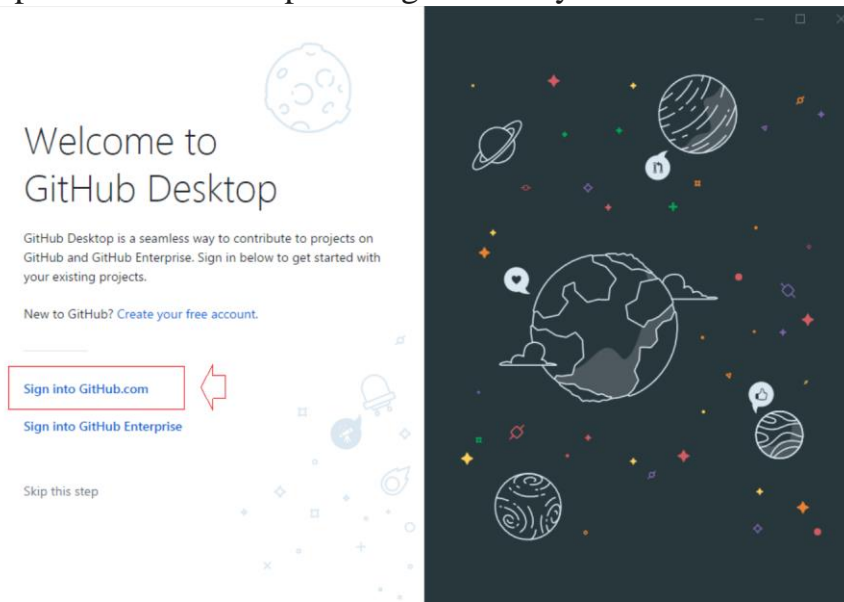 Welcome to
GitHub Desktop
GitHub Desktop is a seamless way to contribute to projects on
GitHub and GitHub Enterprise. Sign in below to get started with
your existing projects.
New to GitHub? Create your free account.
Sign into GitHub.com
Sign into GitHub Enterprise
Skip this step